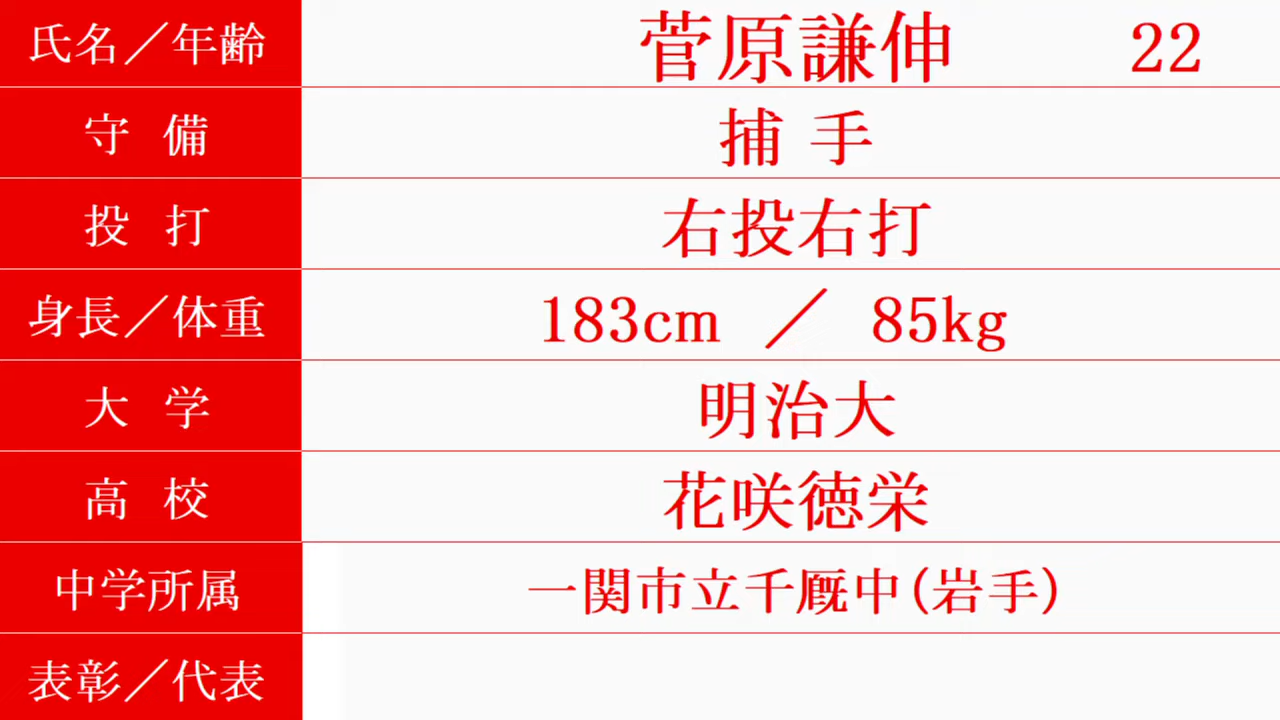 氏名／年齢 菅原謙伸 22
守 備 捕 手
投 打 右投右打
身長／体重 183cm ／ 85kg
大 学 明治大
高 校 花咲徳栄
中学所属 一関市立千厩中(岩手)
表彰／代表